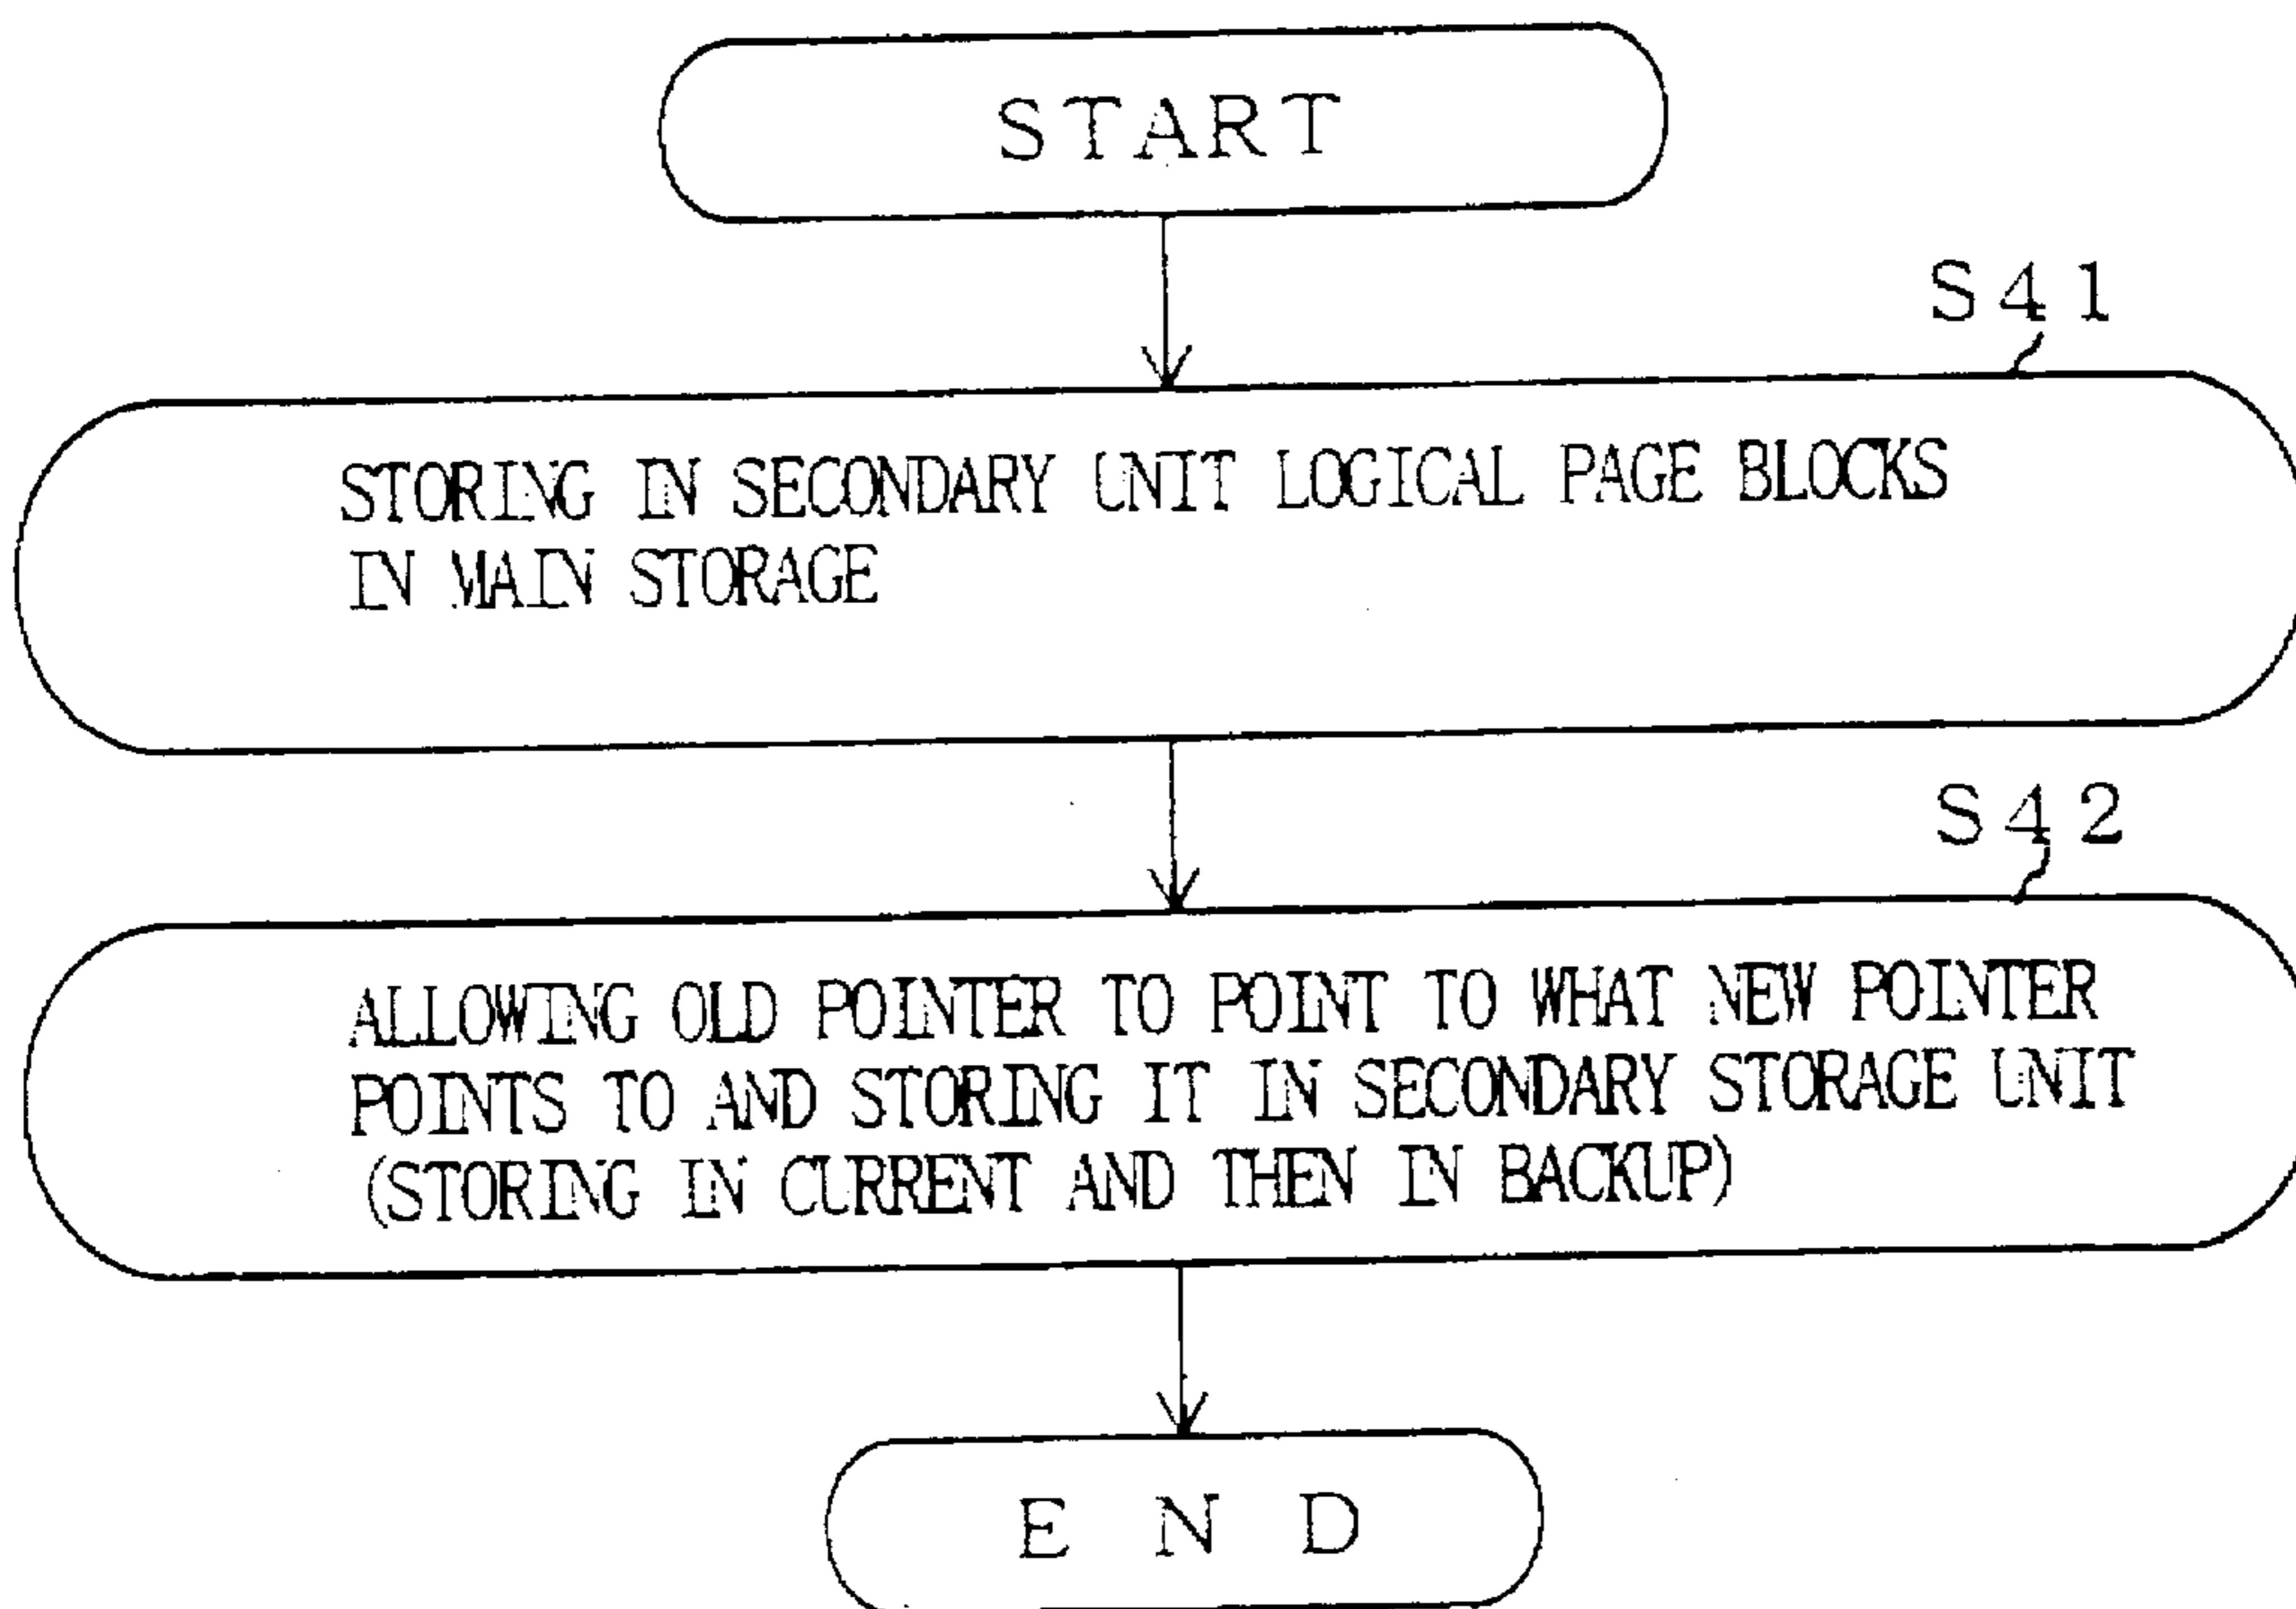 START
S41
STORING IN SECONDARY UNIT LOGICAL PAGE BLOCKS
IN MAIN STORAGE
S42
ALLOWING OLD POINTER TO POINT TO WHAT NEW POINTER
POINTS TO AND STORING IT IN SECONDARY STORAGE UNIT
(STORING IN CURRENT AND THEN IN BACKUP)
END